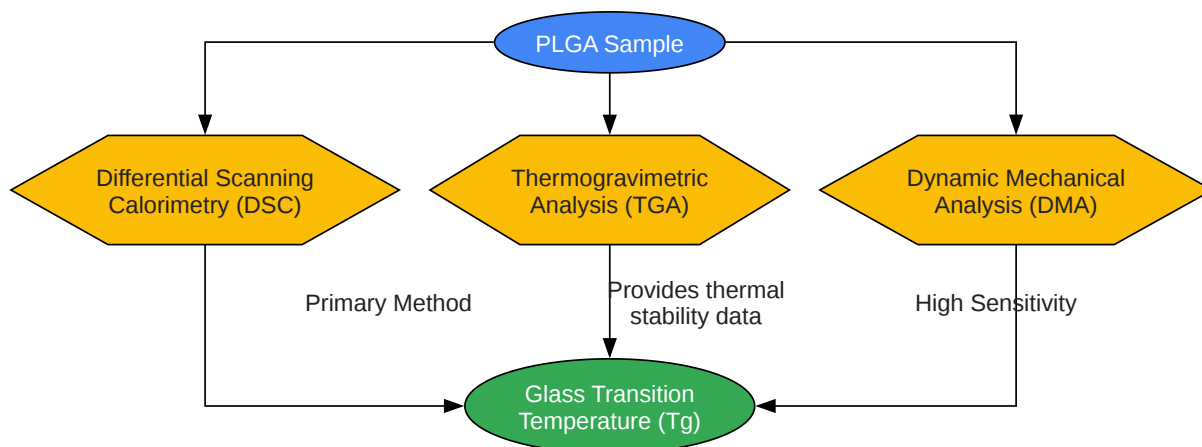 PLGA Sample
Differential Scanning
Calorimetry (DSC)
Thermogravimetric
Analysis (TGA)
Dynamic Mechanical
Analysis (DMA)
Primary Method
Provides thermal
stability data
High Sensitivity
Glass Transition
Temperature (Tg)